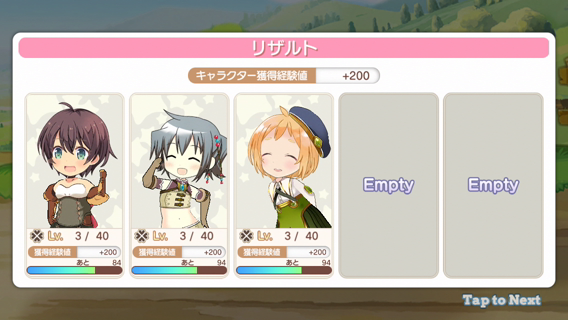 リザルト
キャラクター獲得経験値 +200
Empty Empty
Lv. 3 / 40 Lv. 3 / 40 Lv. 3 / 40
獲得経験値 +200 獲得経験値 +200 獲得経験値 +200
あと 84 あと 94 あと 94
Tap to Next